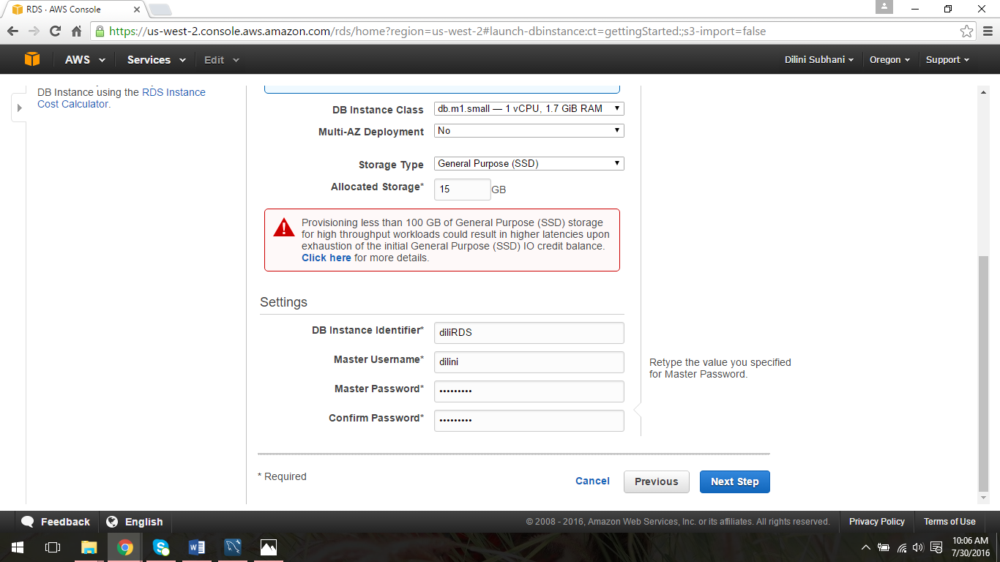 RDS · AWS Console
https://us-west-2.console.aws.amazon.com/rds/home?region=us-west-2#launch-dbinstance:ct=gettingStarted:;s3-import=false
AWS Services Edit Dilini Subhani Oregon Support
DB Instance using the RDS Instance
Cost Calculator.
DB Instance Class db.m1.small — 1 vCPU, 1.7 GiB RAM
Multi-AZ Deployment No
Storage Type General Purpose (SSD)
Allocated Storage* 15 GB
Provisioning less than 100 GB of General Purpose (SSD) storage
for high throughput workloads could result in higher latencies upon
exhaustion of the initial General Purpose (SSD) IO credit balance.
Click here for more details.
Settings
DB Instance Identifier* diliRDS
Master Username* dilini
Master Password* •••••••••
Confirm Password* •••••••••
Retype the value you specified
for Master Password.
* Required
Cancel Previous Next Step
Feedback English © 2008 - 2016, Amazon Web Services, Inc. or its affiliates. All rights reserved. Privacy Policy Terms of Use
10:06 AM
7/30/2016